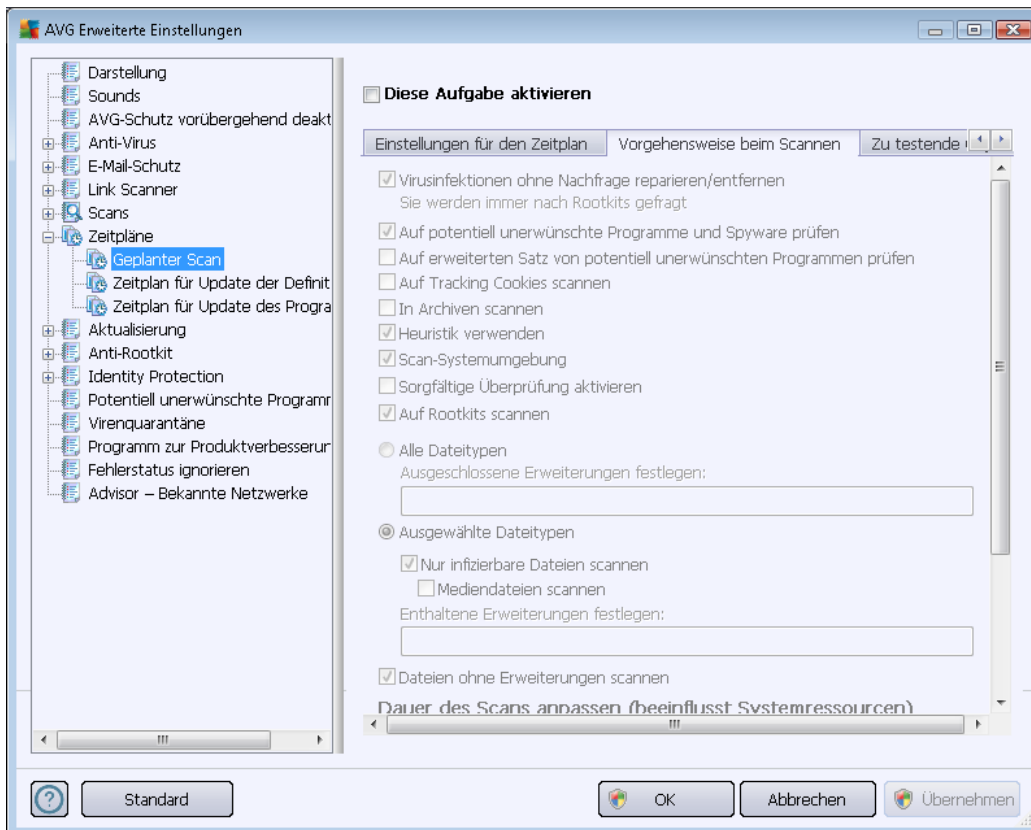 AVG Erweiterte Einstellungen
Darstellung
Sounds
AVG-Schutz vorübergehend deakt
Anti-Virus
E-Mail-Schutz
Link Scanner
Scans
Zeitpläne
Geplanter Scan
Zeitplan für Update der Definit
Zeitplan für Update des Progra
Aktualisierung
Anti-Rootkit
Identity Protection
Potentiell unerwünschte Programm
Virenquarantäne
Programm zur Produktverbesserun
Fehlerstatus ignorieren
Advisor – Bekannte Netzwerke
Diese Aufgabe aktivieren
Einstellungen für den Zeitplan
Vorgehensweise beim Scannen
Zu testende
Virusinfektionen ohne Nachfrage reparieren/entfernen
Sie werden immer nach Rootkits gefragt
Auf potentiell unerwünschte Programme und Spyware prüfen
Auf erweiterten Satz von potentiell unerwünschten Programmen prüfen
Auf Tracking Cookies scannen
In Archiven scannen
Heuristik verwenden
Scan-Systemumgebung
Sorgfältige Überprüfung aktivieren
Auf Rootkits scannen
Alle Dateitypen
Ausgeschlossene Erweiterungen festlegen:
Ausgewählte Dateitypen
Nur infizierbare Dateien scannen
Mediendateien scannen
Enthaltene Erweiterungen festlegen:
Dateien ohne Erweiterungen scannen
Dauer des Scans anpassen (beeinflusst Systemressourcen)
Standard
OK
Abbrechen
Übernehmen